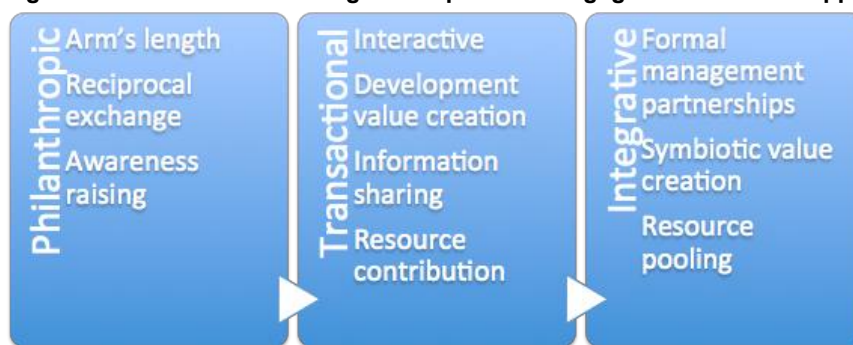 Philanthropic
Arm's length
Reciprocal
exchange
Awareness
raising
Transactional
Interactive
Development
value creation
Information
sharing
Resource
contribution
Integrative
Formal
management
partnerships
Symbiotic value
creation
Resource
pooling